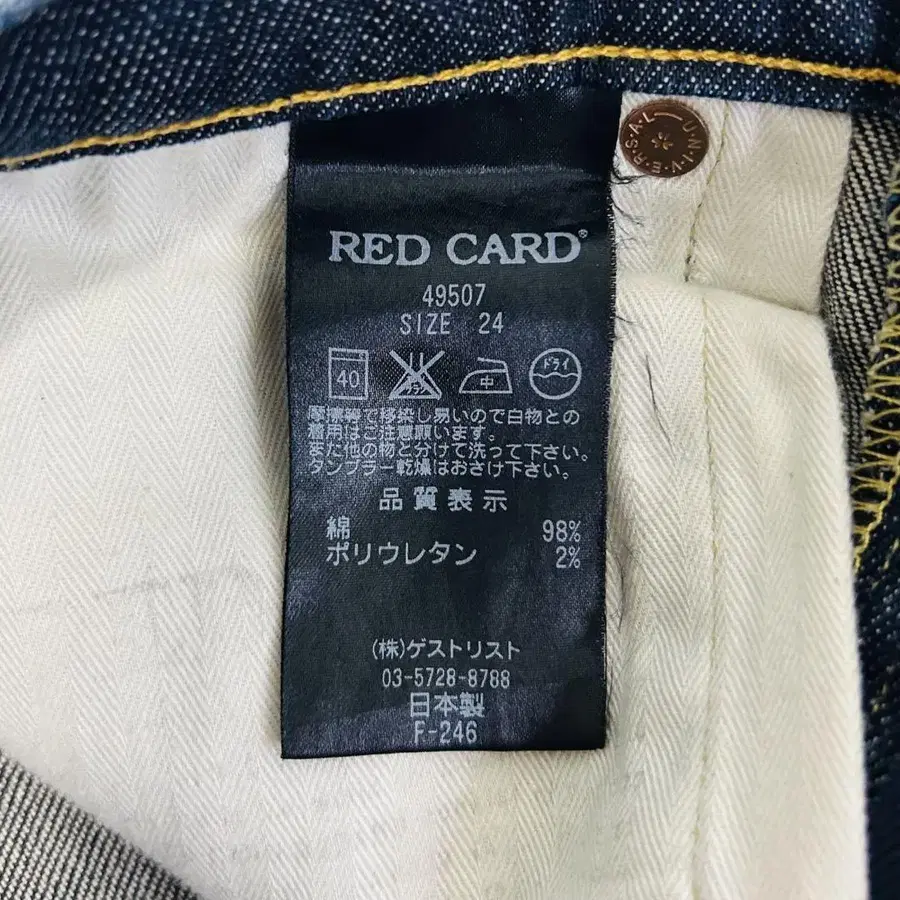 UNIVERSAL
RED CARD®
49507
SIZE 24
40
中
ドライ
摩擦等で移染し易いので白物との
着用はご注意願います。
また他の物と分けて洗って下さい。
タンブラー乾燥はおさけ下さい。
品質表示
綿 98%
ポリウレタン 2%
(株)ゲストリスト
03-5728-8788
日本製
F-246